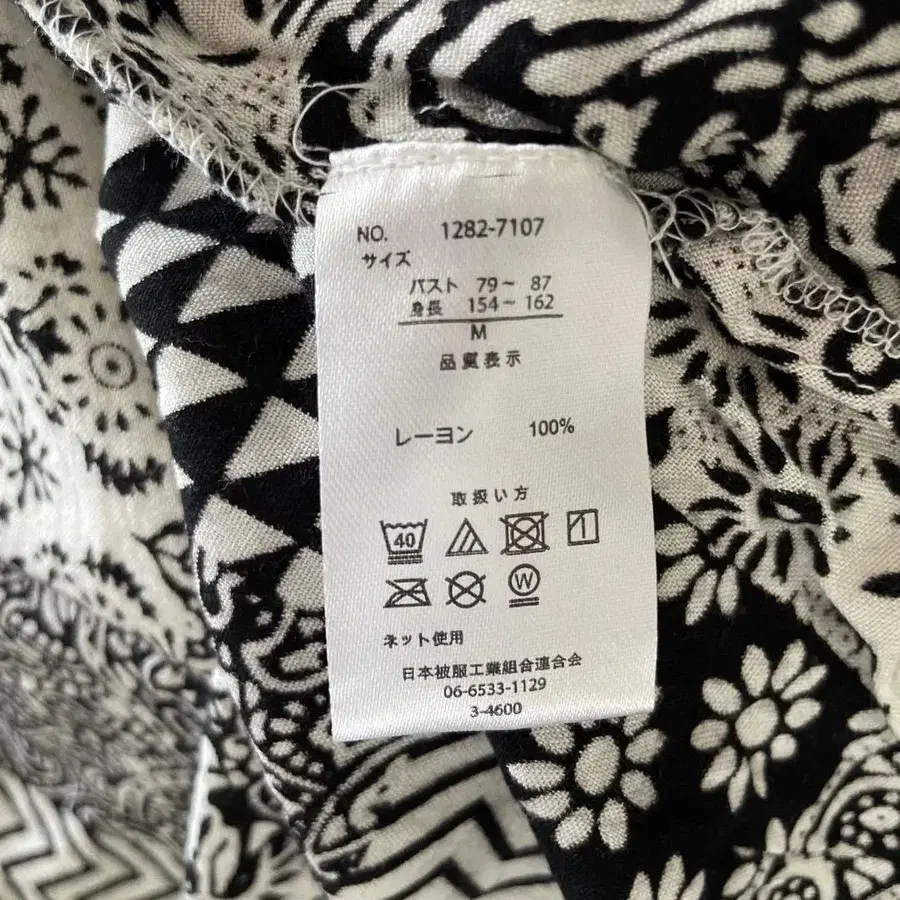 NO. 1282-7107
サイズ
バスト 79～ 87
身長 154～ 162
M
品質表示
レーヨン 100%
取扱い方
40
W
ネット使用
日本被服工業組合連合会
06-6533-1129
3-4600